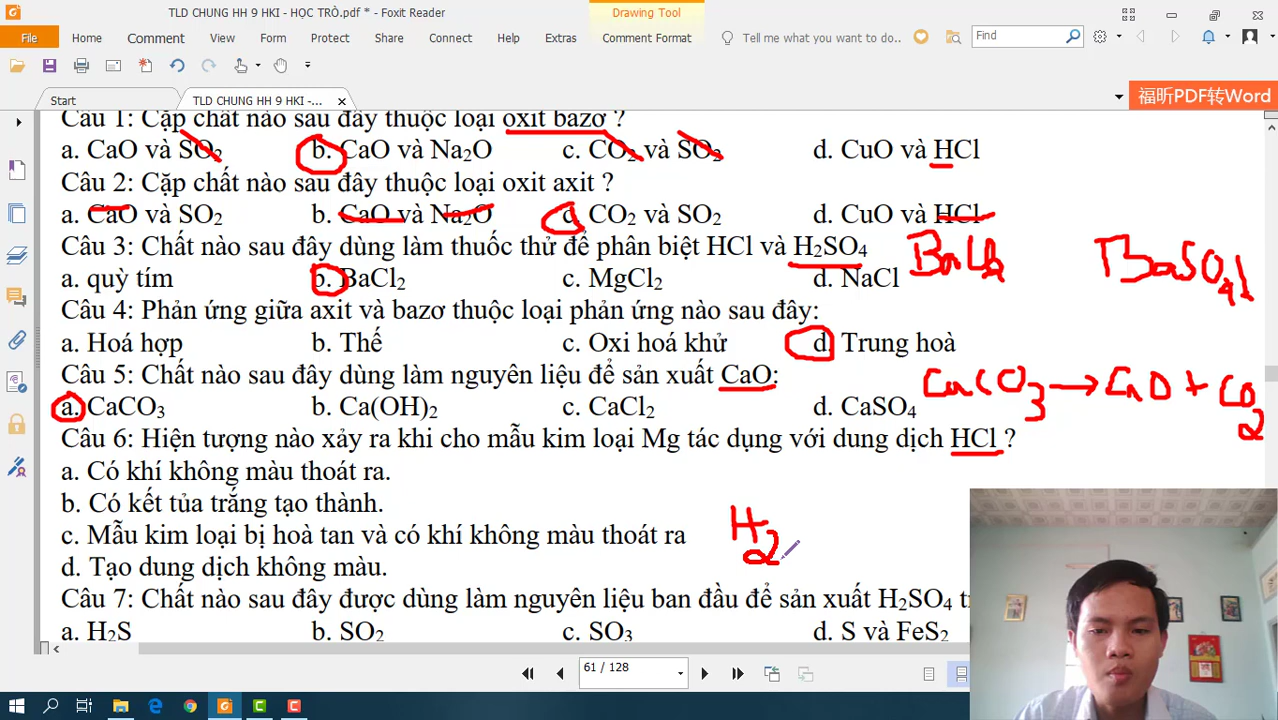 TLD CHUNG HH 9 HKI - HỌC TRÒ.pdf * - Foxit Reader
Drawing Tool
File Home Comment View Form Protect Share Connect Help Extras Comment Format Tell me what you want to do.. Find
Start
TLD CHUNG HH 9 HKI -...
福昕PDF转Word
Câu 1: Cặp chất nào sau đây thuộc loại oxit bazơ ?
a. CaO và SO₂ b. CaO và Na₂O c. CO₂ và SO₂ d. CuO và HCl
Câu 2: Cặp chất nào sau đây thuộc loại oxit axit ?
a. CaO và SO₂ b. CaO và Na₂O c. CO₂ và SO₂ d. CuO và HCl
Câu 3: Chất nào sau đây dùng làm thuốc thử để phân biệt HCl và H₂SO₄
BaCl₂ BaSO₄↓
a. quỳ tím b. BaCl₂ c. MgCl₂ d. NaCl
Câu 4: Phản ứng giữa axit và bazơ thuộc loại phản ứng nào sau đây:
a. Hoá hợp b. Thế c. Oxi hoá khử d. Trung hoà
Câu 5: Chất nào sau đây dùng làm nguyên liệu để sản xuất CaO:
CaCO₃ → CaO + CO₂
a. CaCO₃ b. Ca(OH)₂ c. CaCl₂ d. CaSO₄
Câu 6: Hiện tượng nào xảy ra khi cho mẫu kim loại Mg tác dụng với dung dịch HCl ?
a. Có khí không màu thoát ra.
b. Có kết tủa trắng tạo thành.
c. Mẫu kim loại bị hoà tan và có khí không màu thoát ra
H₂
d. Tạo dung dịch không màu.
Câu 7: Chất nào sau đây được dùng làm nguyên liệu ban đầu để sản xuất H₂SO₄
a. H₂S b. SO₂ c. SO₃ d. S và FeS₂
61 / 128